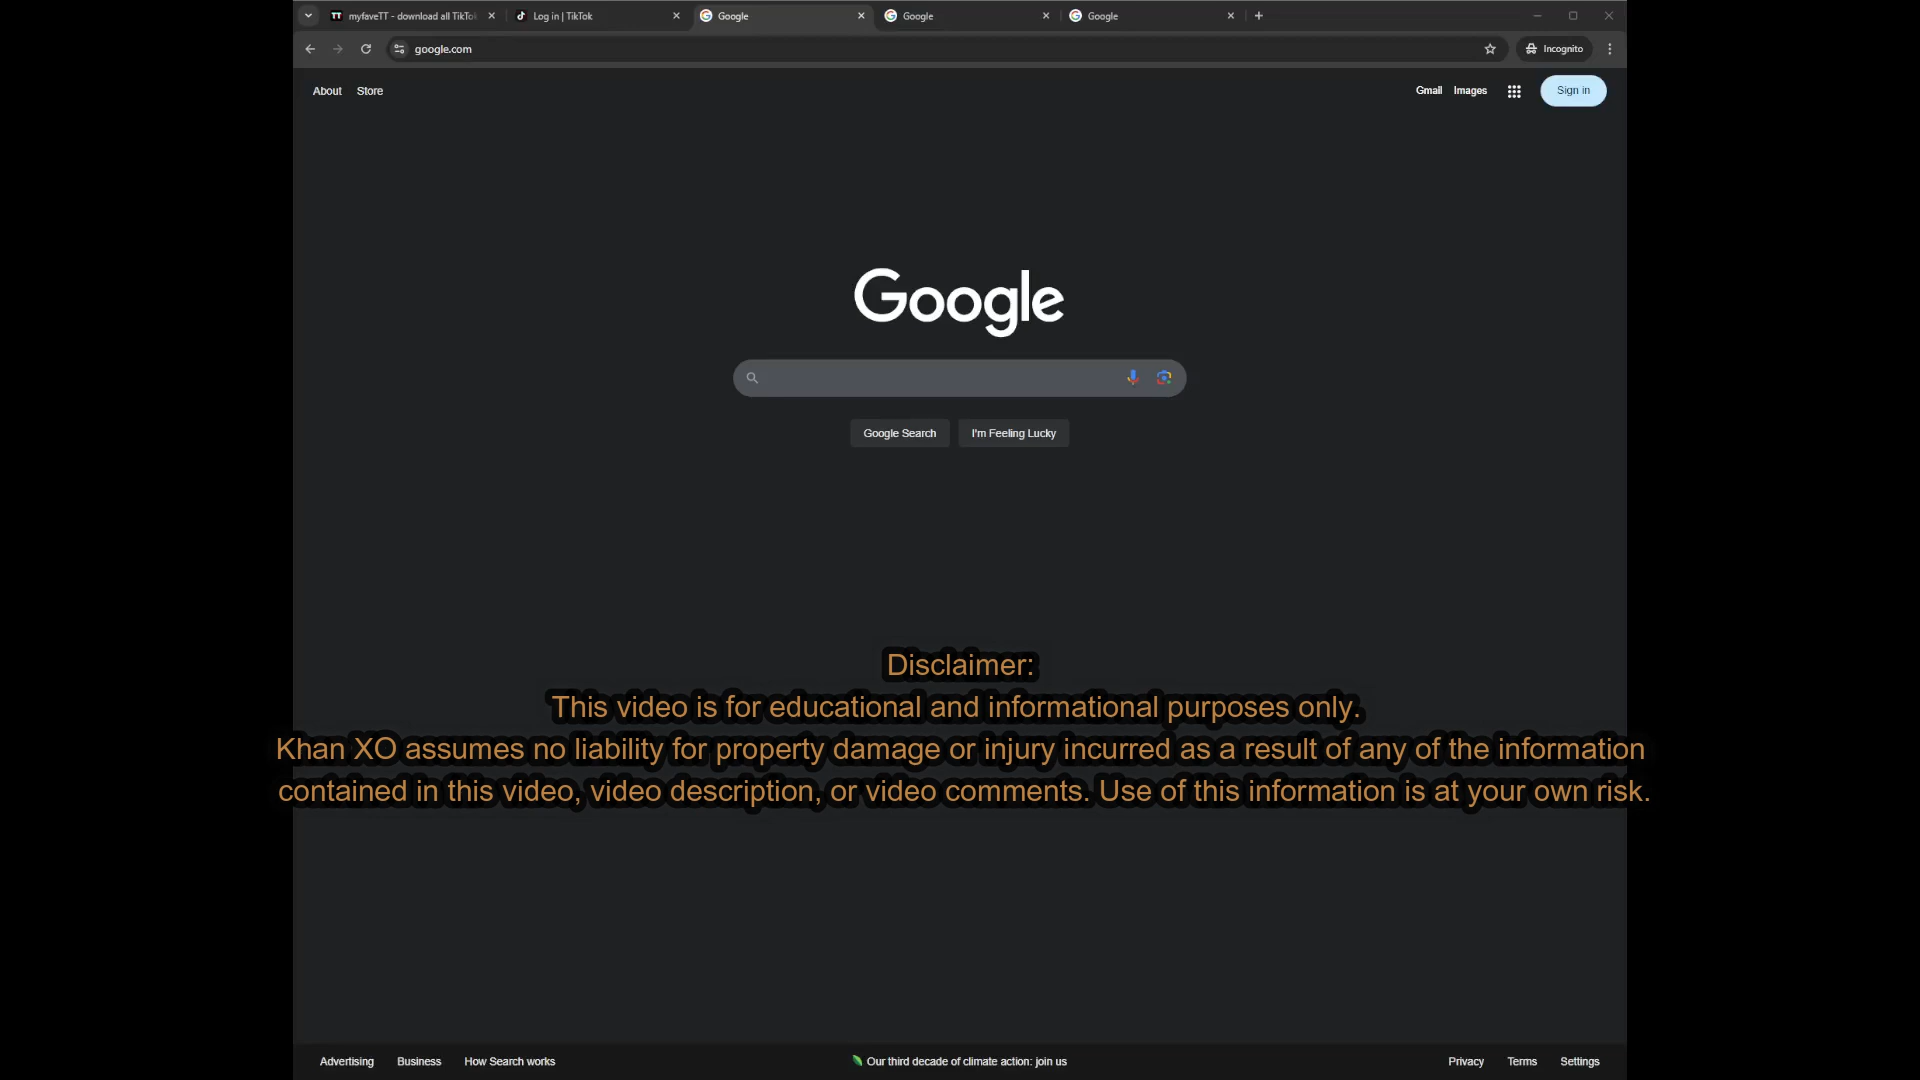 myfaveTT - download all TikTo
Log in | TikTok
Google
Google
Google
google.com
Incognito
About
Store
Gmail
Images
Sign in
Google
Google Search
I'm Feeling Lucky
Disclaimer:
This video is for educational and informational purposes only.
Khan XO assumes no liability for property damage or injury incurred as a result of any of the information
contained in this video, video description, or video comments. Use of this information is at your own risk.
Advertising
Business
How Search works
Our third decade of climate action: join us
Privacy
Terms
Settings